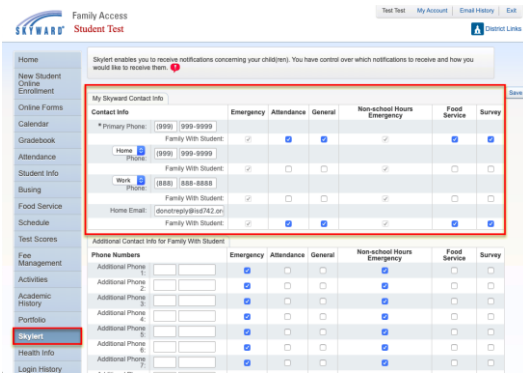 Family Access
Student Test
SKYWARD
Test Test My Account Email History Exit
District Links
Home
New Student
Online
Enrollment
Online Forms
Calendar
Gradebook
Attendance
Student Info
Busing
Food Service
Schedule
Test Scores
Fee
Management
Activities
Academic
History
Portfolio
Skylert
Health Info
Login History
Skylert enables you to receive notifications concerning your child(ren). You have control over which notifications to receive and how you
would like to receive them. ?
Save
My Skyward Contact Info
Contact Info Emergency Attendance General Non-school Hours Emergency Food Service Survey
* Primary Phone: (999) 999-9999
Family With Student:
Home Phone: (999) 999-9999
Family With Student:
Work Phone: (888) 888-8888
Family With Student:
Home Email: donotreply@isd742.or
Family With Student:
Additional Contact Info for Family With Student
Phone Numbers Emergency Attendance General Non-school Hours Emergency Food Service Survey
Additional Phone 1:
Additional Phone 2:
Additional Phone 3:
Additional Phone 4:
Additional Phone 5:
Additional Phone 6:
Additional Phone 7: